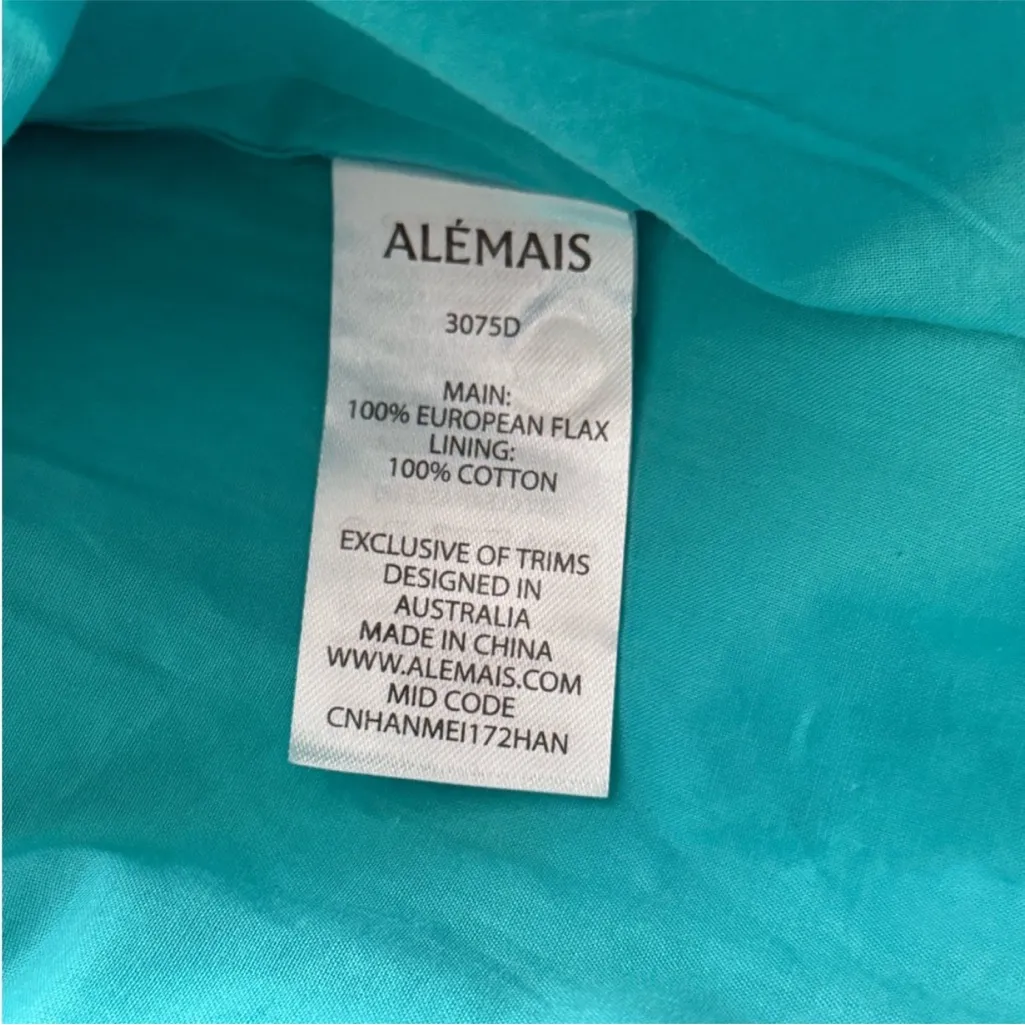 ALÉMAIS
3075D
MAIN:
100% EUROPEAN FLAX
LINING:
100% COTTON
EXCLUSIVE OF TRIMS
DESIGNED IN
AUSTRALIA
MADE IN CHINA
WWW.ALEMAIS.COM
MID CODE
CNHANMEI172HAN